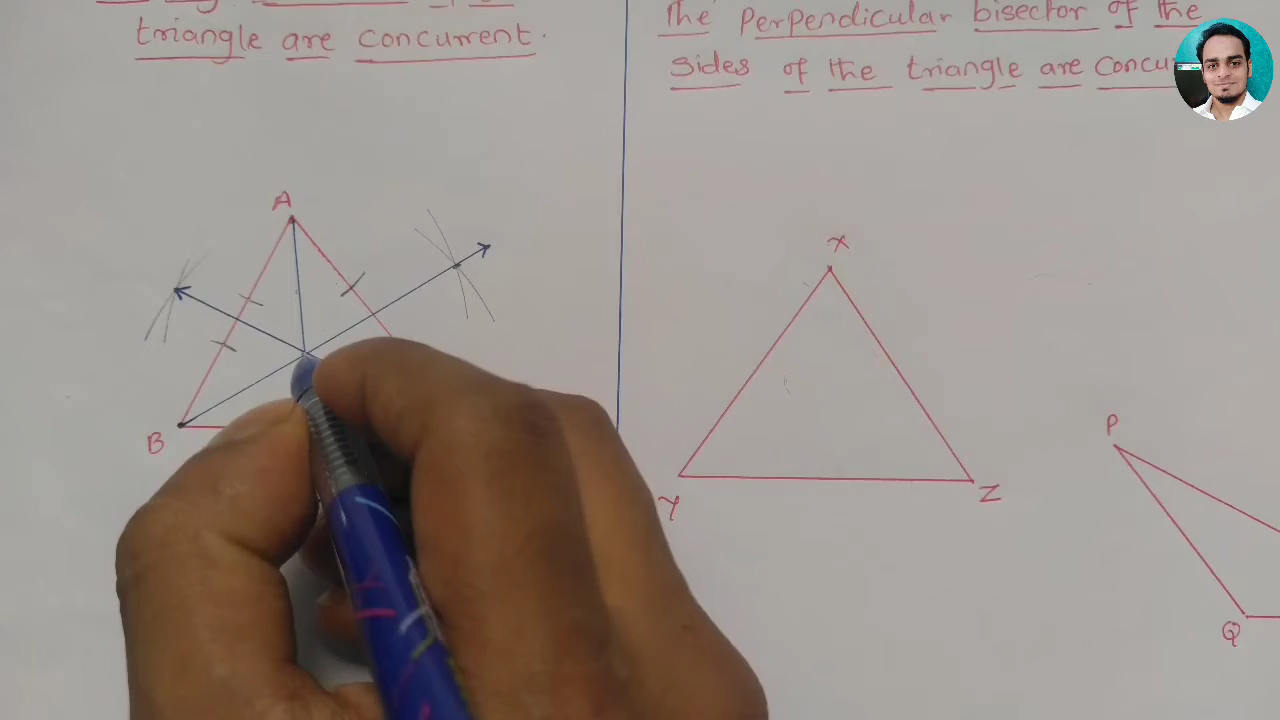 triangle are concurrent.
The perpendicular bisector of the
sides of the triangle are
A
B
X
Y
Z
P
Q